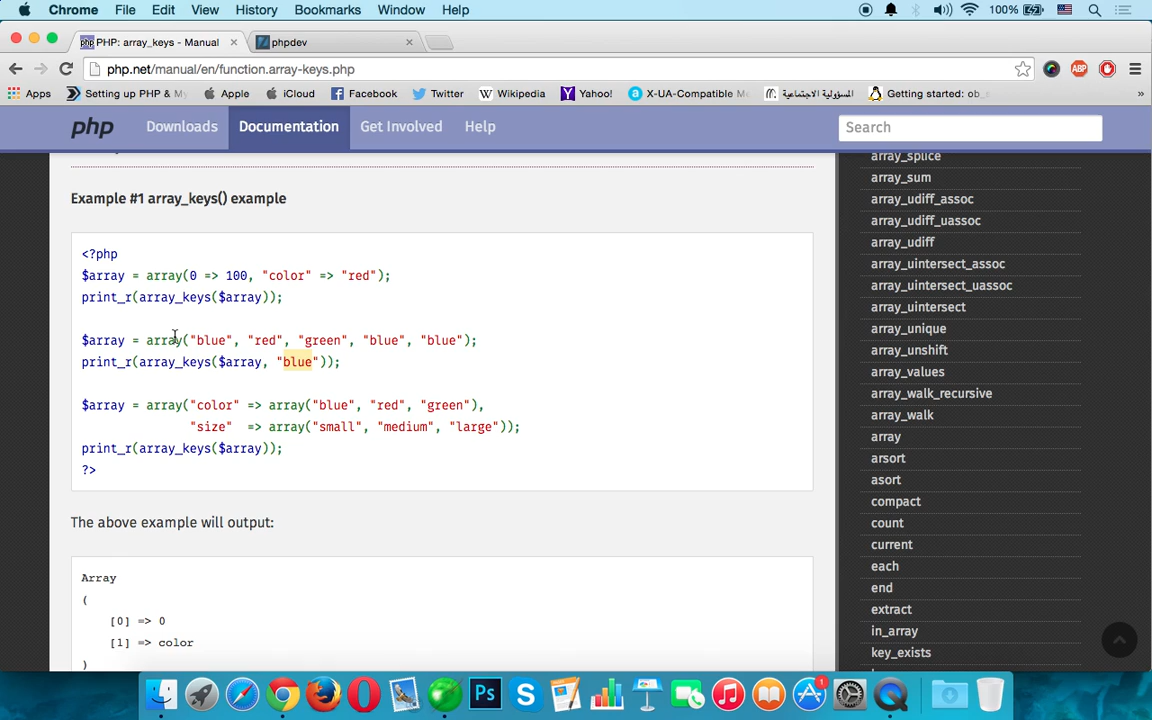 Chrome File Edit View History Bookmarks Window Help 100%
PHP: array_keys - Manual × phpdev ×
php.net/manual/en/function.array-keys.php ABP
Apps Setting up PHP & My Apple iCloud Facebook Twitter Wikipedia Yahoo! X-UA-Compatible المسؤولية الاجتماعية Getting started: ob_ »
php Downloads Documentation Get Involved Help Search
array_splice
array_sum
array_udiff_assoc
array_udiff_uassoc
array_udiff
array_uintersect_assoc
array_uintersect_uassoc
array_uintersect
array_unique
array_unshift
array_values
array_walk_recursive
array_walk
array
arsort
asort
compact
count
current
each
end
extract
in_array
key_exists
Example #1 array_keys() example
<?php
$array = array(0 => 100, "color" => "red");
print_r(array_keys($array));
$array = array("blue", "red", "green", "blue", "blue");
print_r(array_keys($array, "blue"));
$array = array("color" => array("blue", "red", "green"),
"size" => array("small", "medium", "large"));
print_r(array_keys($array));
?>
The above example will output:
Array
(
[0] => 0
[1] => color
)
Ps
1